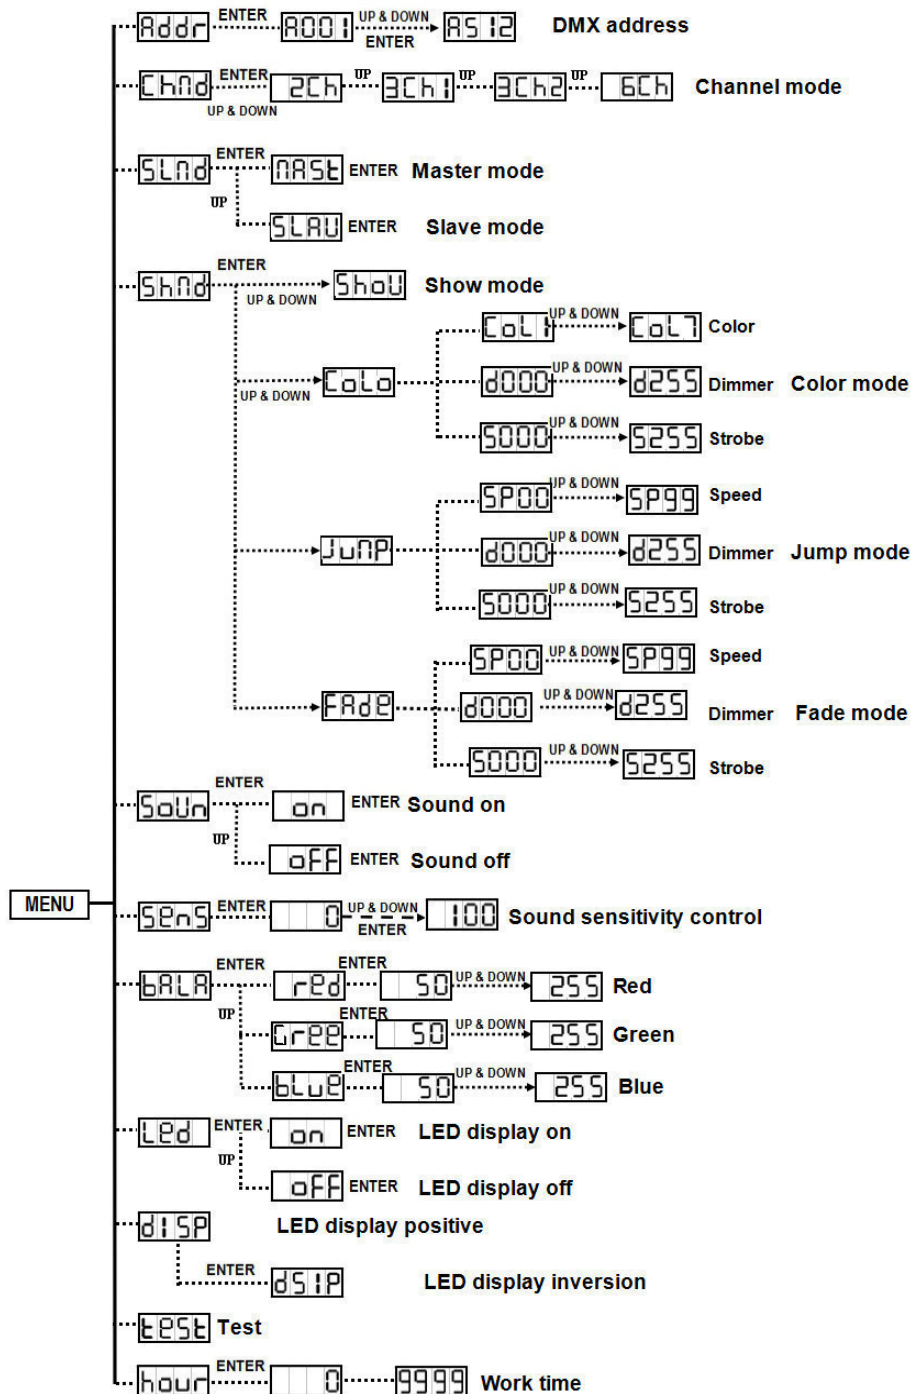 Addr ENTER A001 UP & DOWN ENTER A512 DMX address
ChMd ENTER UP & DOWN 2Ch UP 3Ch1 UP 3Ch2 UP 6Ch Channel mode
SLMd ENTER MASt ENTER Master mode
UP SLAU ENTER Slave mode
ShMd ENTER UP & DOWN ShoU Show mode
UP & DOWN CoLo
CoL1 UP & DOWN CoL7 Color
d000 UP & DOWN d255 Dimmer Color mode
S000 UP & DOWN S255 Strobe
JuMP
SP00 UP & DOWN SP99 Speed
d000 UP & DOWN d255 Dimmer Jump mode
S000 UP & DOWN S255 Strobe
FAde
SP00 UP & DOWN SP99 Speed
d000 UP & DOWN d255 Dimmer Fade mode
S000 UP & DOWN S255 Strobe
SoUn ENTER on ENTER Sound on
UP oFF ENTER Sound off
MENU
SenS ENTER 0 UP & DOWN ENTER 100 Sound sensitivity control
bALA ENTER red ENTER 50 UP & DOWN 255 Red
UP Gree ENTER 50 UP & DOWN 255 Green
bLue ENTER 50 UP & DOWN 255 Blue
Led ENTER on ENTER LED display on
UP oFF ENTER LED display off
dISP LED display positive
ENTER dSIP LED display inversion
test Test
hour ENTER 0 9999 Work time